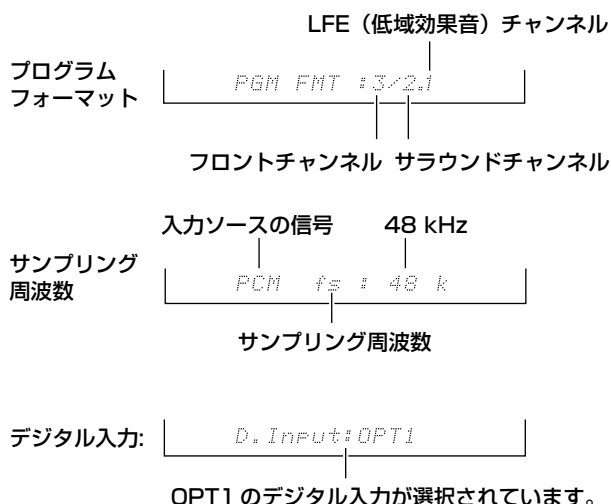 LFE（低域効果音）チャンネル
プログラム
フォーマット
PGM FMT :3/2.1
フロントチャンネル サラウンドチャンネル
入力ソースの信号 48 kHz
サンプリング
周波数
PCM fs : 48 k
サンプリング周波数
デジタル入力:
D.Input:OPT1
OPT1 のデジタル入力が選択されています。